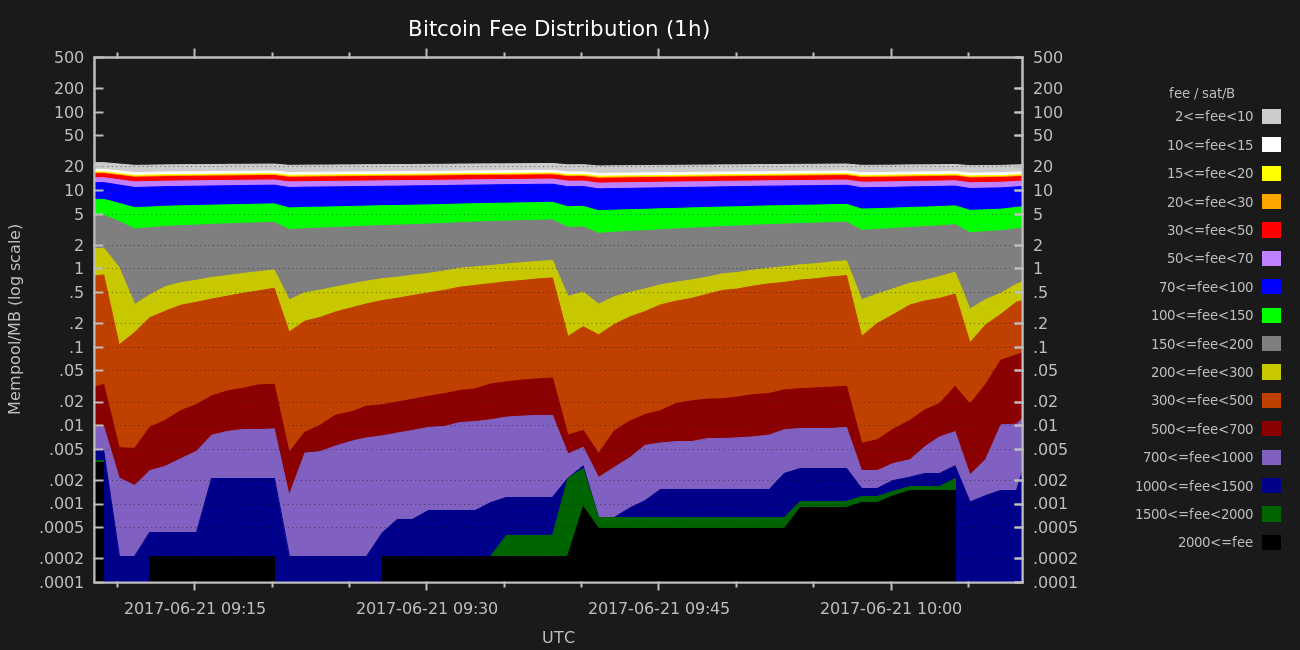 Bitcoin Fee Distribution (1h)
500 500
200 200
100 100
50 50
20 20
10 10
5 5
2 2
1 1
.5 .5
.2 .2
.1 .1
.05 .05
.02 .02
.01 .01
.005 .005
.002 .002
.001 .001
.0005 .0005
.0002 .0002
.0001 .0001
Mempool/MB (log scale)
2017-06-21 09:15 2017-06-21 09:30 2017-06-21 09:45 2017-06-21 10:00
UTC
fee / sat/B
2<=fee<10
10<=fee<15
15<=fee<20
20<=fee<30
30<=fee<50
50<=fee<70
70<=fee<100
100<=fee<150
150<=fee<200
200<=fee<300
300<=fee<500
500<=fee<700
700<=fee<1000
1000<=fee<1500
1500<=fee<2000
2000<=fee